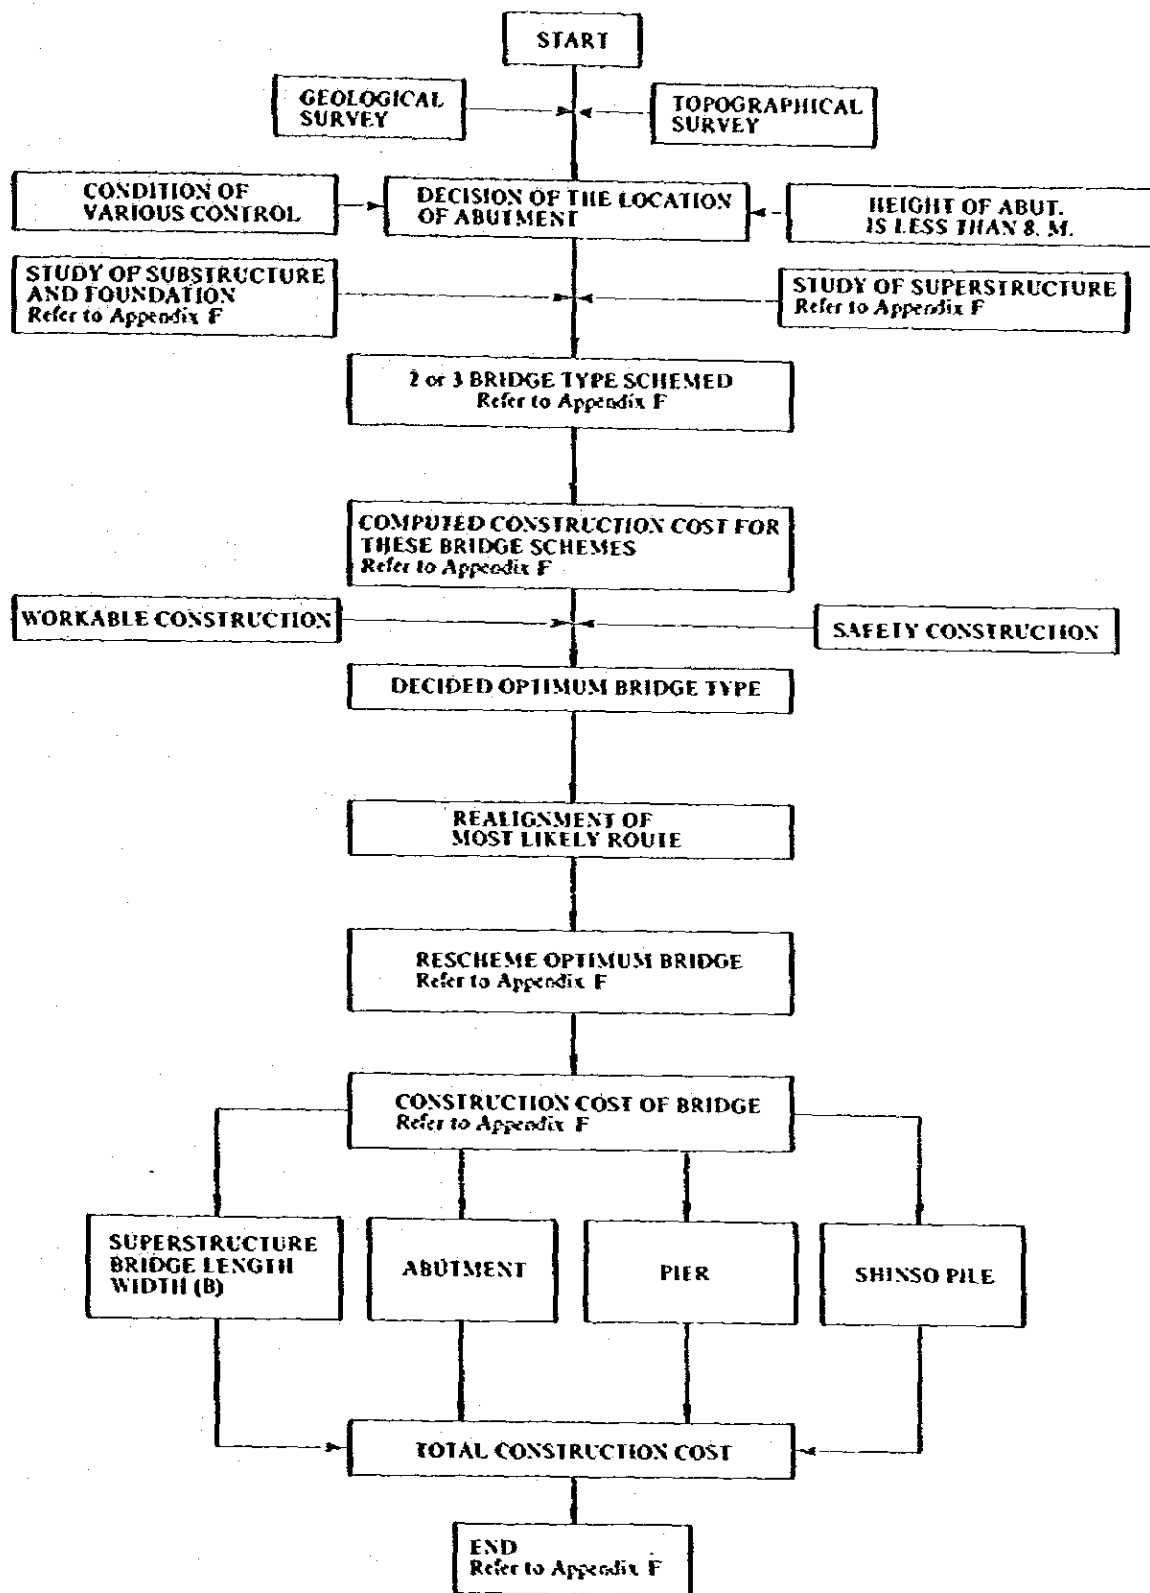 START
GEOLOGICAL
SURVEY
TOPOGRAPHICAL
SURVEY
CONDITION OF
VARIOUS CONTROL
DECISION OF THE LOCATION
OF ABUTMENT
HEIGHT OF ABUT.
IS LESS THAN 8. M.
STUDY OF SUBSTRUCTURE
AND FOUNDATION
Refer to Appendix F
STUDY OF SUPERSTRUCTURE
Refer to Appendix F
2 or 3 BRIDGE TYPE SCHEMED
Refer to Appendix F
COMPUTED CONSTRUCTION COST FOR
THESE BRIDGE SCHEMES
Refer to Appendix F
WORKABLE CONSTRUCTION
SAFETY CONSTRUCTION
DECIDED OPTIMUM BRIDGE TYPE
REALIGNMENT OF
MOST LIKELY ROUTE
RESCHEME OPTIMUM BRIDGE
Refer to Appendix F
CONSTRUCTION COST OF BRIDGE
Refer to Appendix F
SUPERSTRUCTURE
BRIDGE LENGTH
WIDTH (B)
ABUTMENT
PIER
SHINSO PILE
TOTAL CONSTRUCTION COST
END
Refer to Appendix F